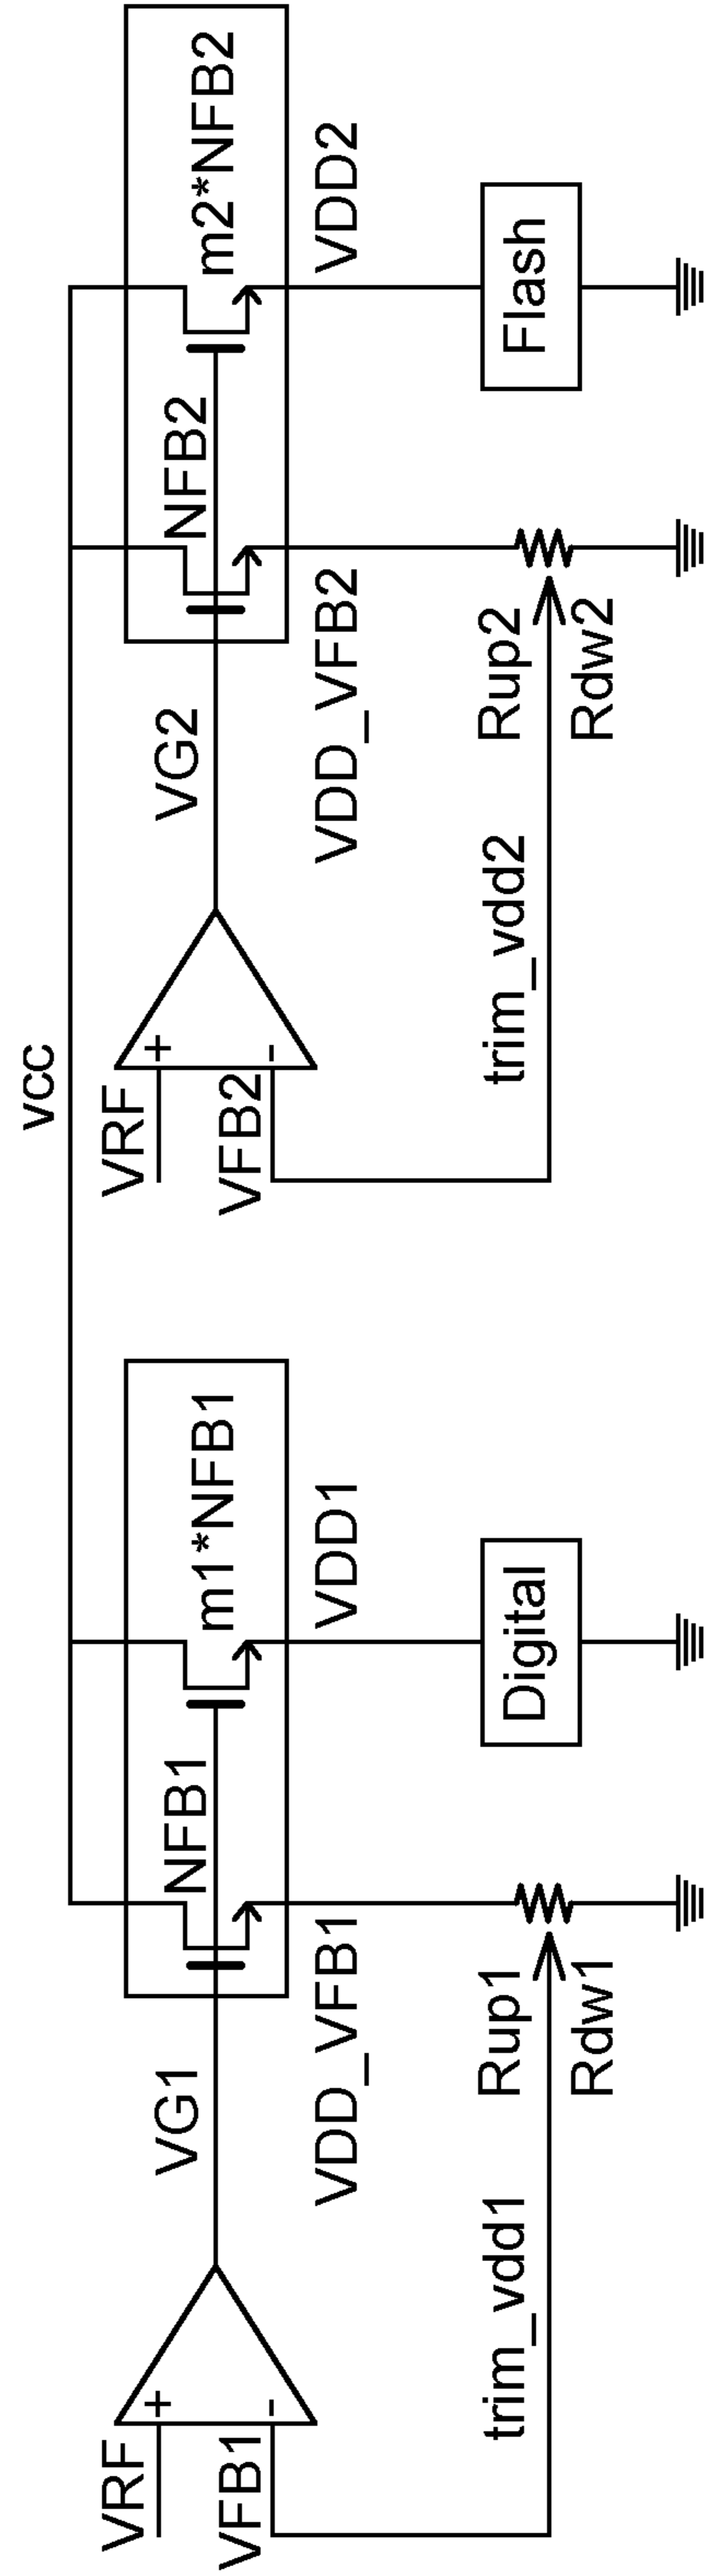 VCC
VRF
VFB1
VG1
NFB1
m1*NFB1
VDD_VFB1
VDD1
trim_vdd1
Rup1
Rdw1
Digital
VRF
VFB2
VG2
NFB2
m2*NFB2
VDD_VFB2
VDD2
trim_vdd2
Rup2
Rdw2
Flash
+
-
+
-